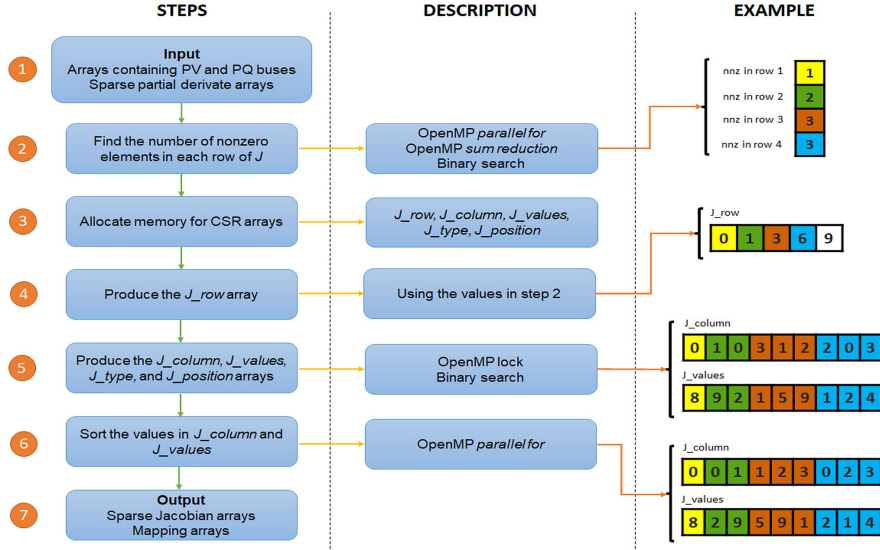 STEPS
DESCRIPTION
EXAMPLE
1
Input
Arrays containing PV and PQ buses
Sparse partial derivate arrays
nnz in row 1
1
nnz in row 2
2
nnz in row 3
3
nnz in row 4
3
2
Find the number of nonzero
elements in each row of J
OpenMP parallel for
OpenMP sum reduction
Binary search
3
Allocate memory for CSR arrays
J_row, J_column, J_values,
J_type, J_position
J_row
0 1 3 6 9
4
Produce the J_row array
Using the values in step 2
5
Produce the J_column, J_values,
J_type, and J_position arrays
OpenMP lock
Binary search
J_column
0 1 0 3 1 2 2 0 3
J_values
8 9 2 1 5 9 1 2 4
6
Sort the values in J_column and
J_values
OpenMP parallel for
J_column
0 0 1 1 2 3 0 2 3
J_values
8 2 9 5 9 1 2 1 4
7
Output
Sparse Jacobian arrays
Mapping arrays